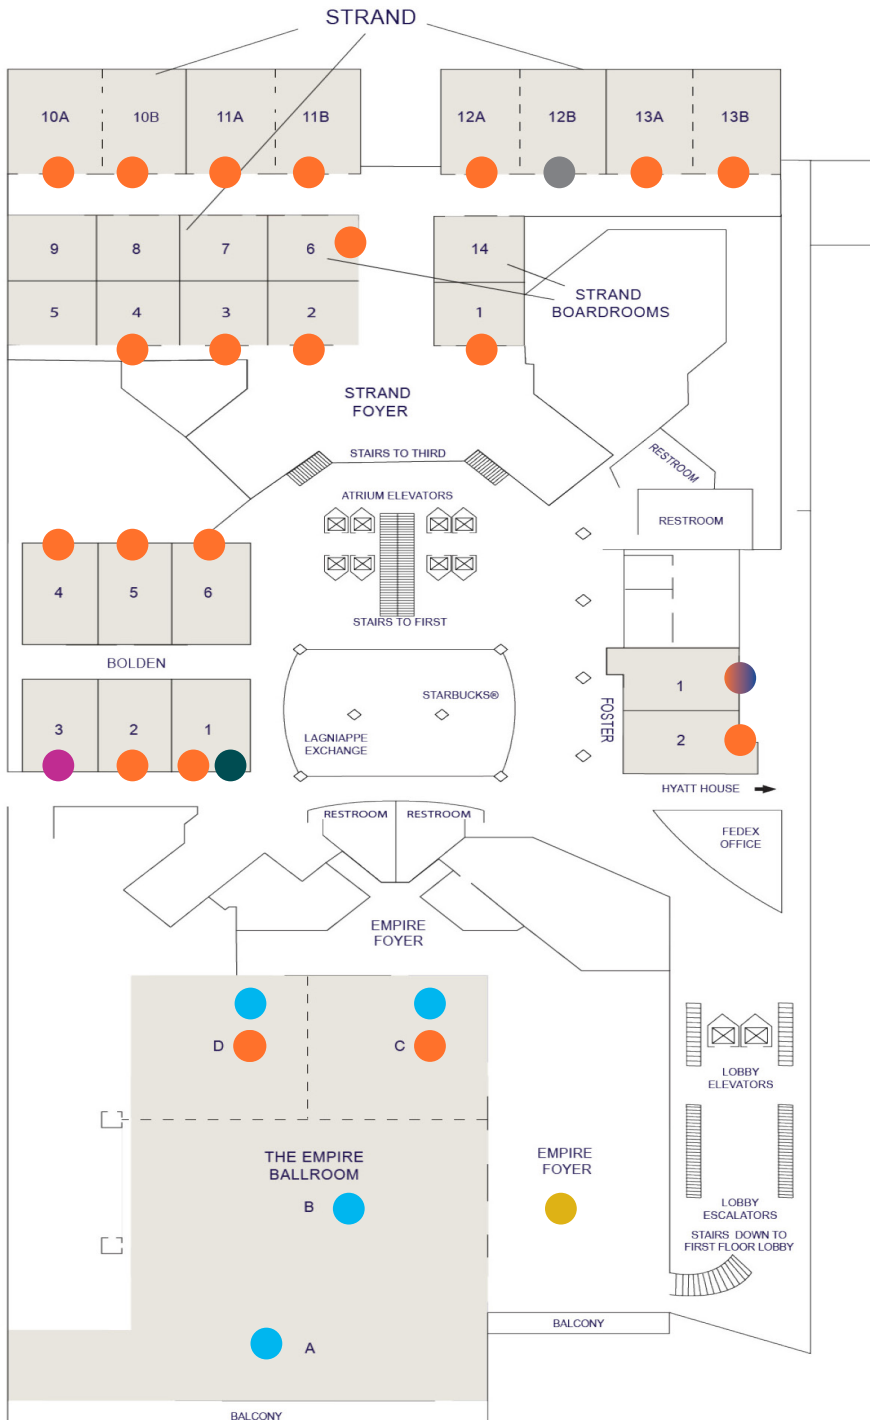 STRAND
10A
10B
11A
11B
12A
12B
13A
13B
9
8
7
6
14
5
4
3
2
1
STRAND
BOARDROOMS
STRAND
FOYER
STAIRS TO THIRD
RESTROOM
ATRIUM ELEVATORS
RESTROOM
4
5
6
STAIRS TO FIRST
BOLDEN
3
2
1
STARBUCKS®
LAGNIAPPE
EXCHANGE
FOSTER
1
2
HYATT HOUSE
RESTROOM
RESTROOM
FEDEX
OFFICE
EMPIRE
FOYER
D
C
LOBBY
ELEVATORS
THE EMPIRE
BALLROOM
EMPIRE
FOYER
B
LOBBY
ESCALATORS
STAIRS DOWN TO
FIRST FLOOR LOBBY
A
BALCONY
BALCONY